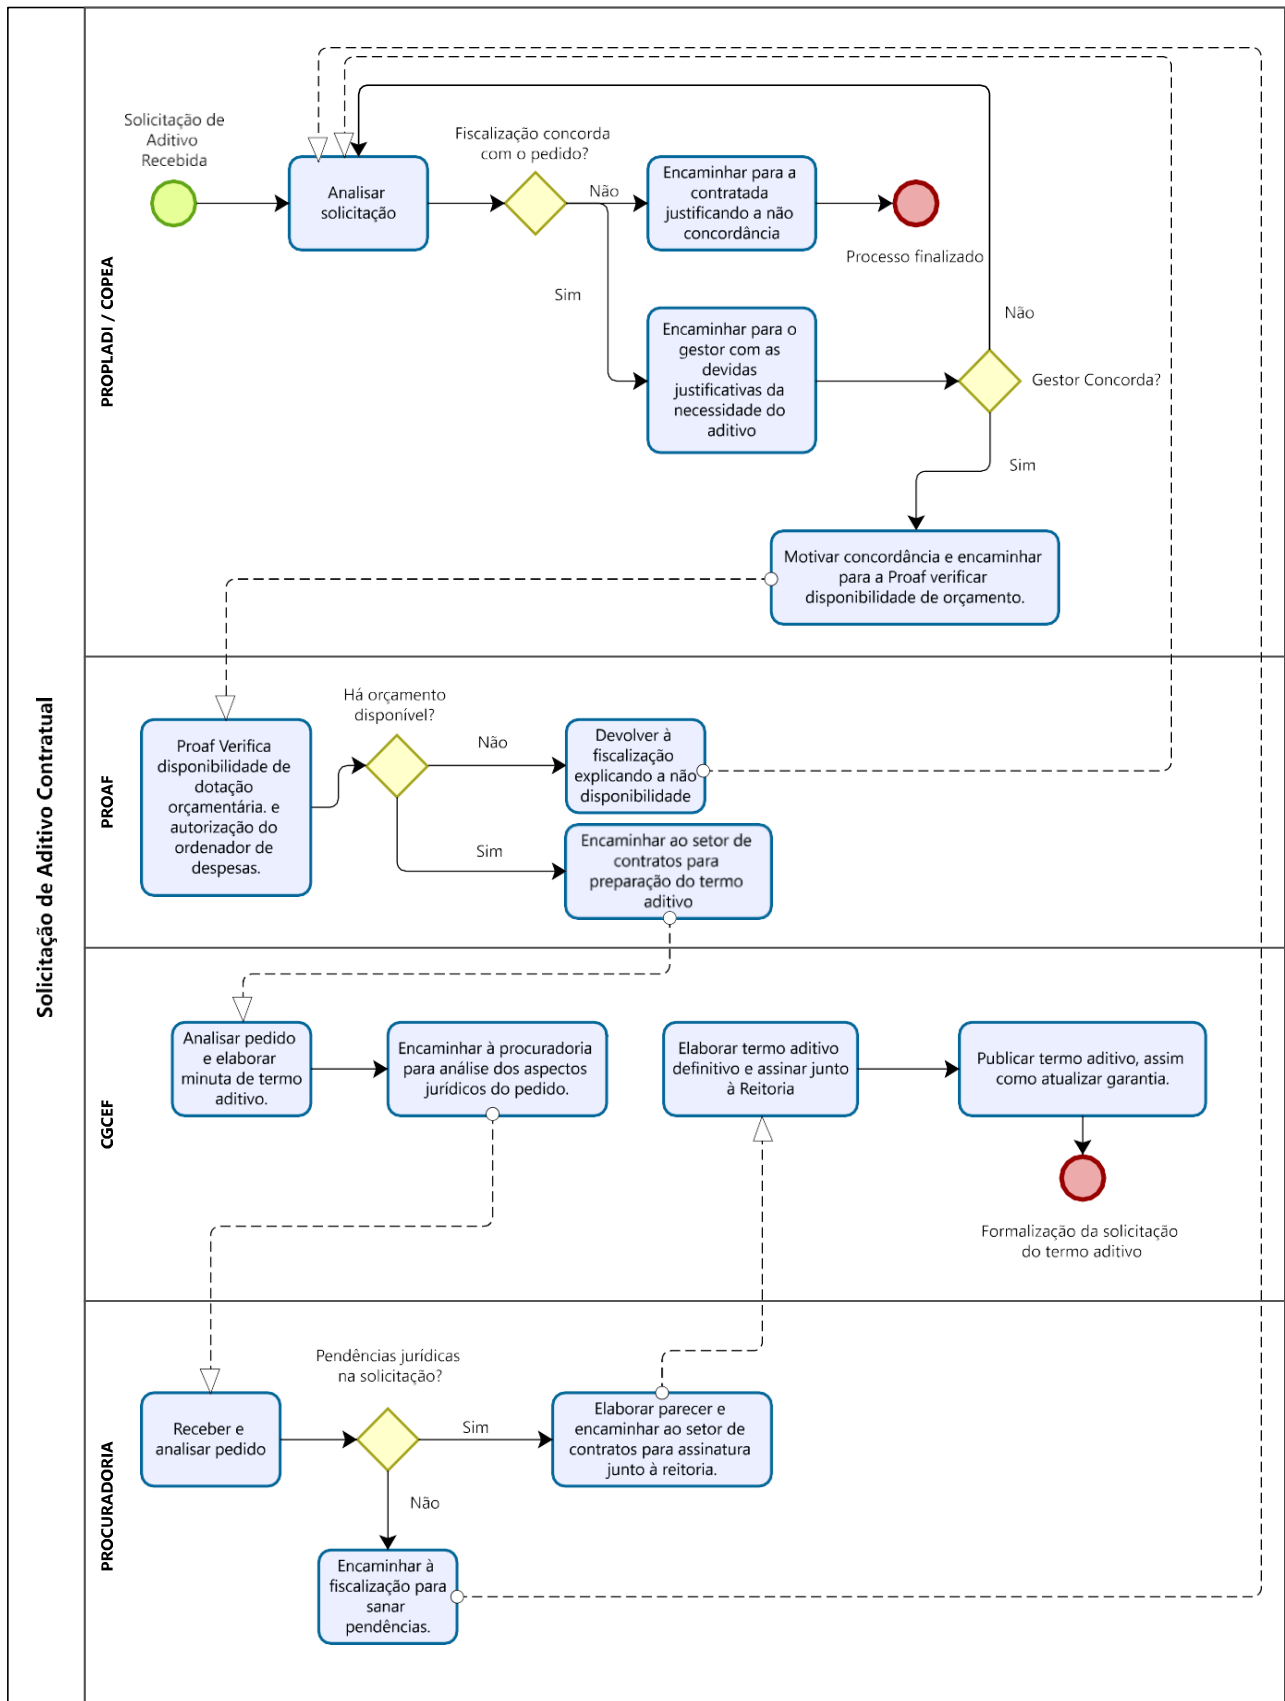 Solicitação de Aditivo Contratual
PROPLADI / COPEA
Solicitação de
Aditivo
Recebida
Analisar
solicitação
Fiscalização concorda
com o pedido?
Não
Encaminhar para a
contratada
justificando a não
concordância
Processo finalizado
Sim
Encaminhar para o
gestor com as
devidas
justificativas da
necessidade do
aditivo
Não
Gestor Concorda?
Sim
Motivar concordância e encaminhar
para a Proaf verificar
disponibilidade de orçamento.
PROAF
Proaf Verifica
disponibilidade de
dotação
orçamentária. e
autorização do
ordenador de
despesas.
Há orçamento
disponível?
Não
Devolver à
fiscalização
explicando a não
disponibilidade
Sim
Encaminhar ao setor de
contratos para
preparação do termo
aditivo
CGCEF
Analisar pedido
e elaborar
minuta de termo
aditivo.
Encaminhar à procuradoria
para análise dos aspectos
jurídicos do pedido.
Elaborar termo aditivo
definitivo e assinar junto
à Reitoria
Publicar termo aditivo, assim
como atualizar garantia.
Formalização da solicitação
do termo aditivo
PROCURADORIA
Receber e
analisar pedido
Pendências jurídicas
na solicitação?
Sim
Elaborar parecer e
encaminhar ao setor de
contratos para assinatura
junto à reitoria.
Não
Encaminhar à
fiscalização para
sanar
pendências.